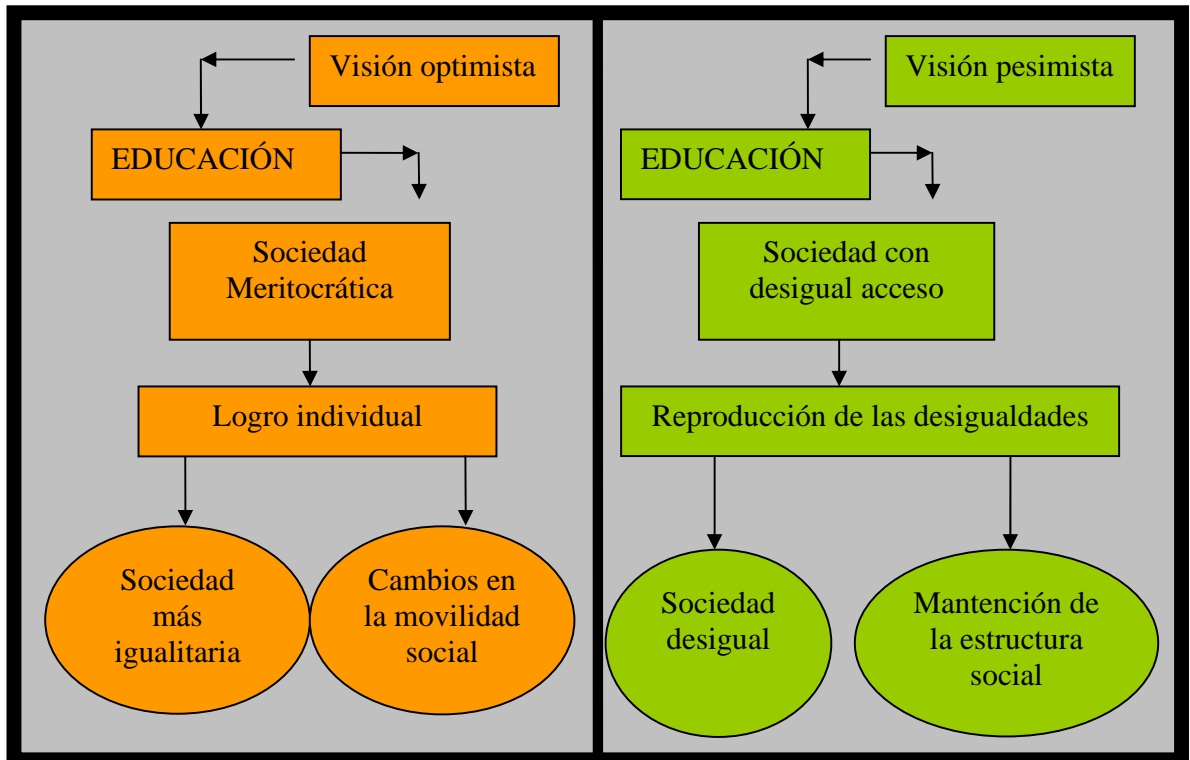 Visión optimista
EDUCACIÓN
Sociedad
Meritocrática
Logro individual
Sociedad
más
igualitaria
Cambios en
la movilidad
social
Visión pesimista
EDUCACIÓN
Sociedad con
desigual acceso
Reproducción de las desigualdades
Sociedad
desigual
Mantención de
la estructura
social